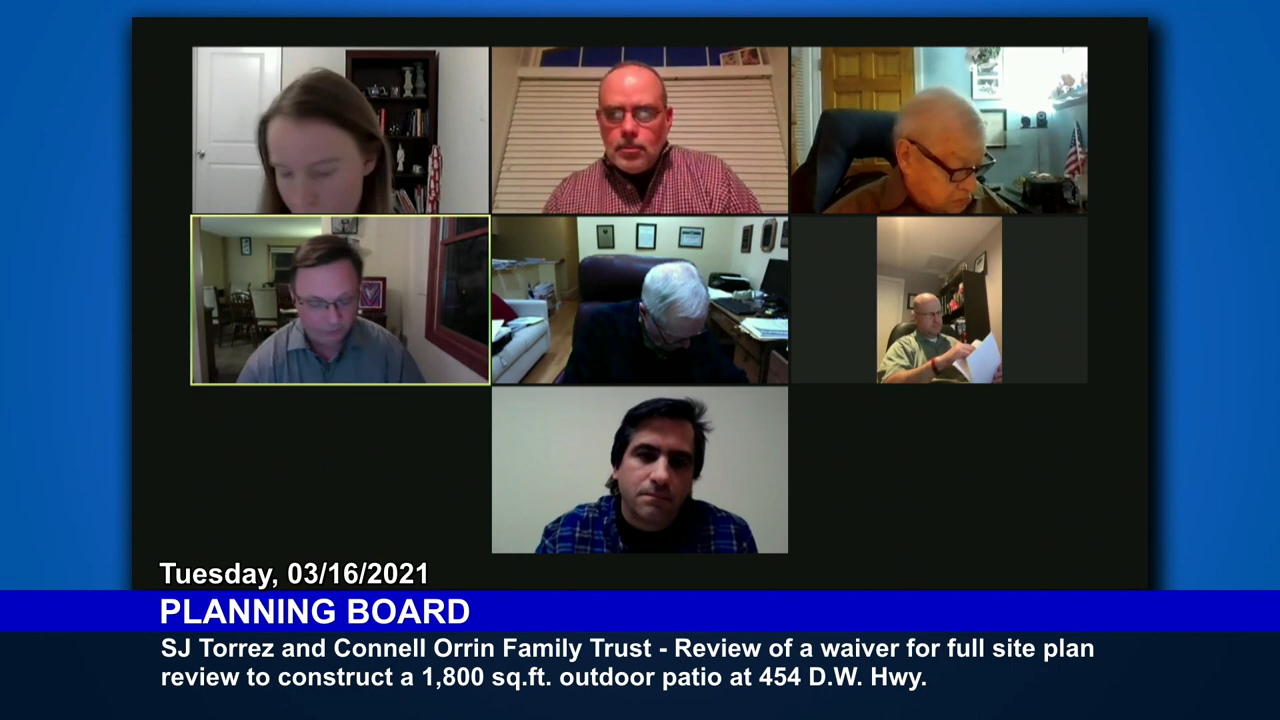 Tuesday, 03/16/2021
PLANNING BOARD
SJ Torrez and Connell Orrin Family Trust - Review of a waiver for full site plan
review to construct a 1,800 sq.ft. outdoor patio at 454 D.W. Hwy.